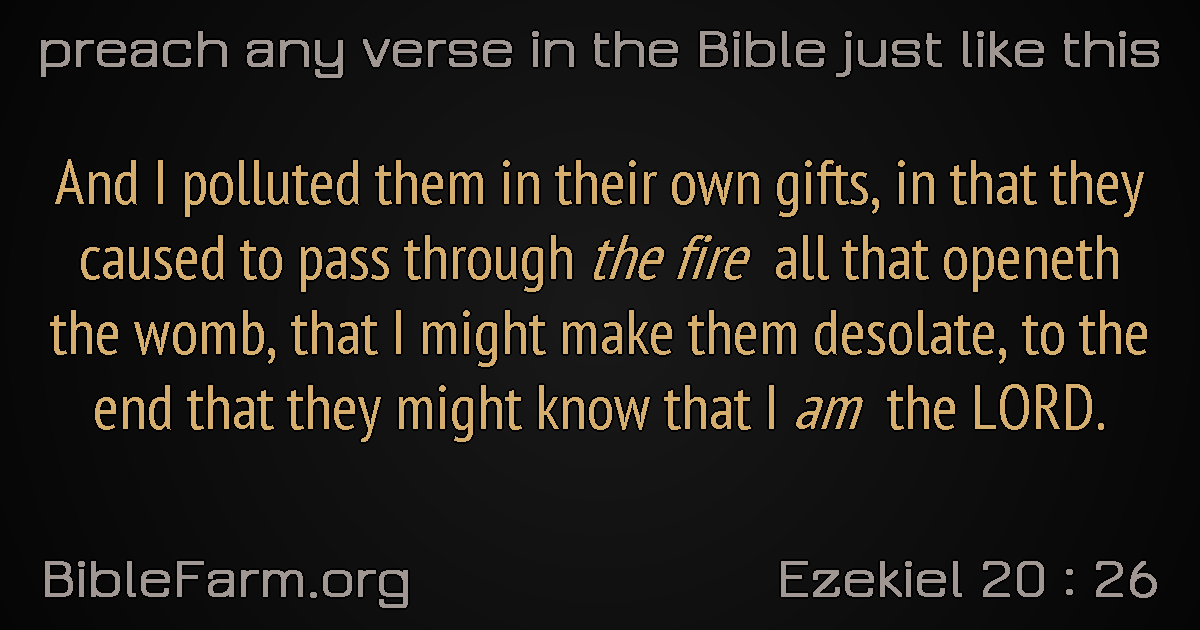 preach any verse in the Bible just like this
And I polluted them in their own gifts, in that they
caused to pass through the fire all that openeth
the womb, that I might make them desolate, to the
end that they might know that I am the LORD.
BibleFarm.org
Ezekiel 20 : 26